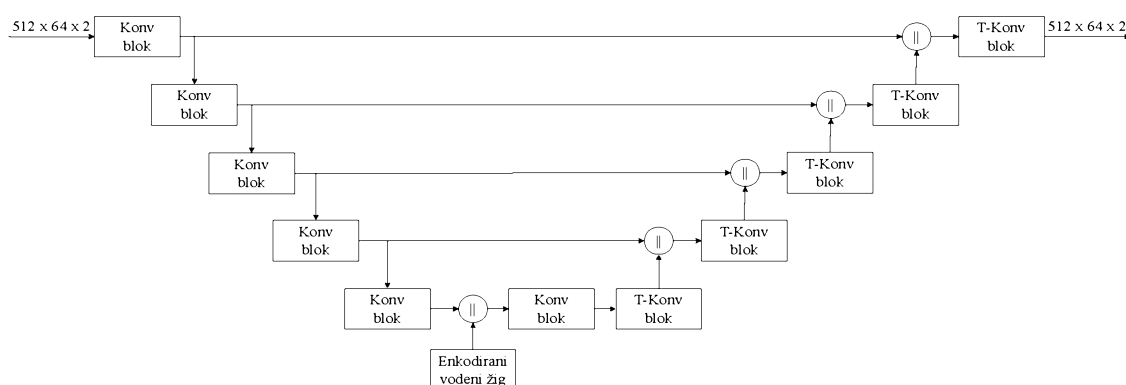 512 x 64 x 2
Konv
blok
||
T-Konv
blok
512 x 64 x 2
Konv
blok
||
T-Konv
blok
Konv
blok
||
T-Konv
blok
Konv
blok
||
T-Konv
blok
Konv
blok
||
Konv
blok
T-Konv
blok
Enkodirani
vodeni žig